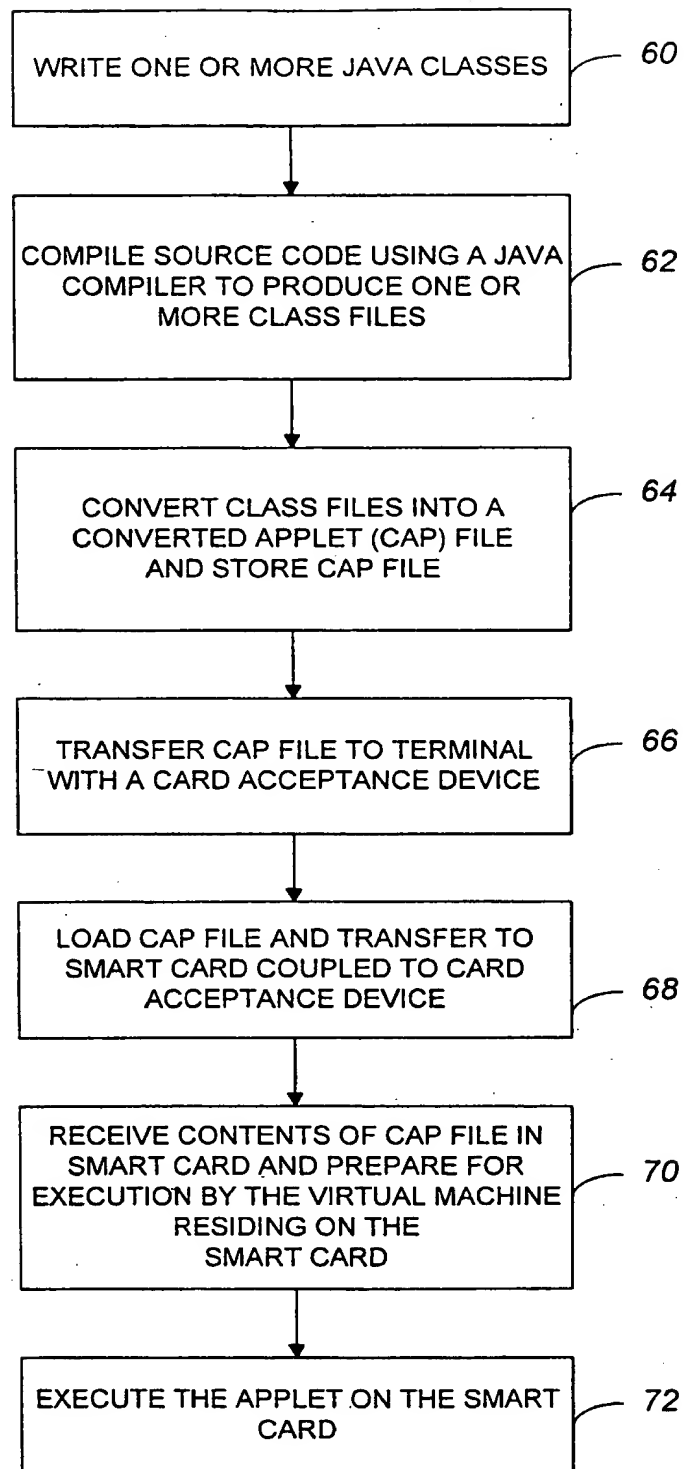 WRITE ONE OR MORE JAVA CLASSES
60
COMPILE SOURCE CODE USING A JAVA
COMPILER TO PRODUCE ONE OR
MORE CLASS FILES
62
CONVERT CLASS FILES INTO A
CONVERTED APPLET (CAP) FILE
AND STORE CAP FILE
64
TRANSFER CAP FILE TO TERMINAL
WITH A CARD ACCEPTANCE DEVICE
66
LOAD CAP FILE AND TRANSFER TO
SMART CARD COUPLED TO CARD
ACCEPTANCE DEVICE
68
RECEIVE CONTENTS OF CAP FILE IN
SMART CARD AND PREPARE FOR
EXECUTION BY THE VIRTUAL MACHINE
RESIDING ON THE
SMART CARD
70
EXECUTE THE APPLET ON THE SMART
CARD
72